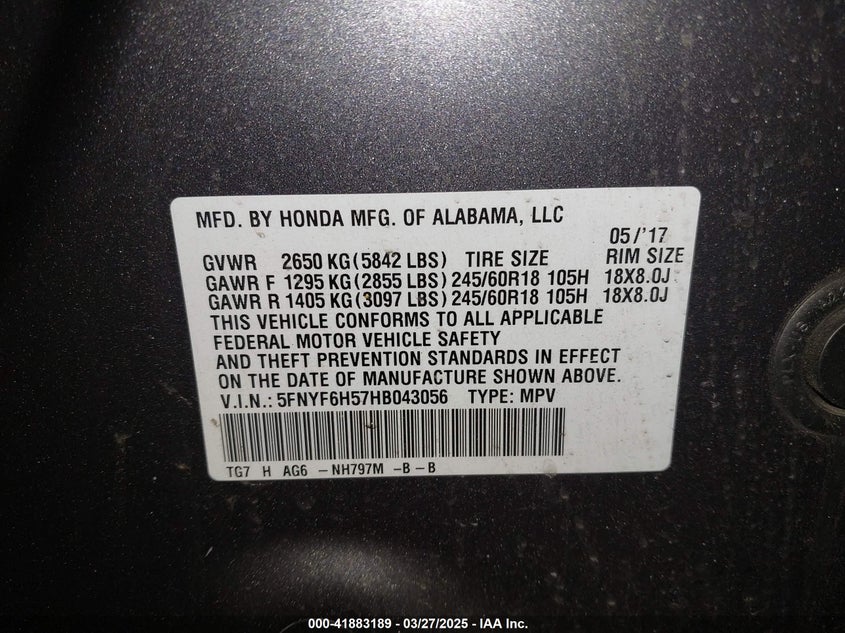 MFD. BY HONDA MFG. OF ALABAMA, LLC
05/'17
GVWR 2650 KG(5842 LBS) TIRE SIZE RIM SIZE
GAWR F 1295 KG(2855 LBS)245/60R18 105H 18X8.0J
GAWR R 1405 KG(3097 LBS)245/60R18 105H 18X8.0J
THIS VEHICLE CONFORMS TO ALL APPLICABLE
FEDERAL MOTOR VEHICLE SAFETY
AND THEFT PREVENTION STANDARDS IN EFFECT
ON THE DATE OF MANUFACTURE SHOWN ABOVE.
V.I.N.: 5FNYF6H57HB043056 TYPE: MPV
TG7 H AG6 -NH797M -B-B
000-41883189 - 03/27/2025 - IAA Inc.